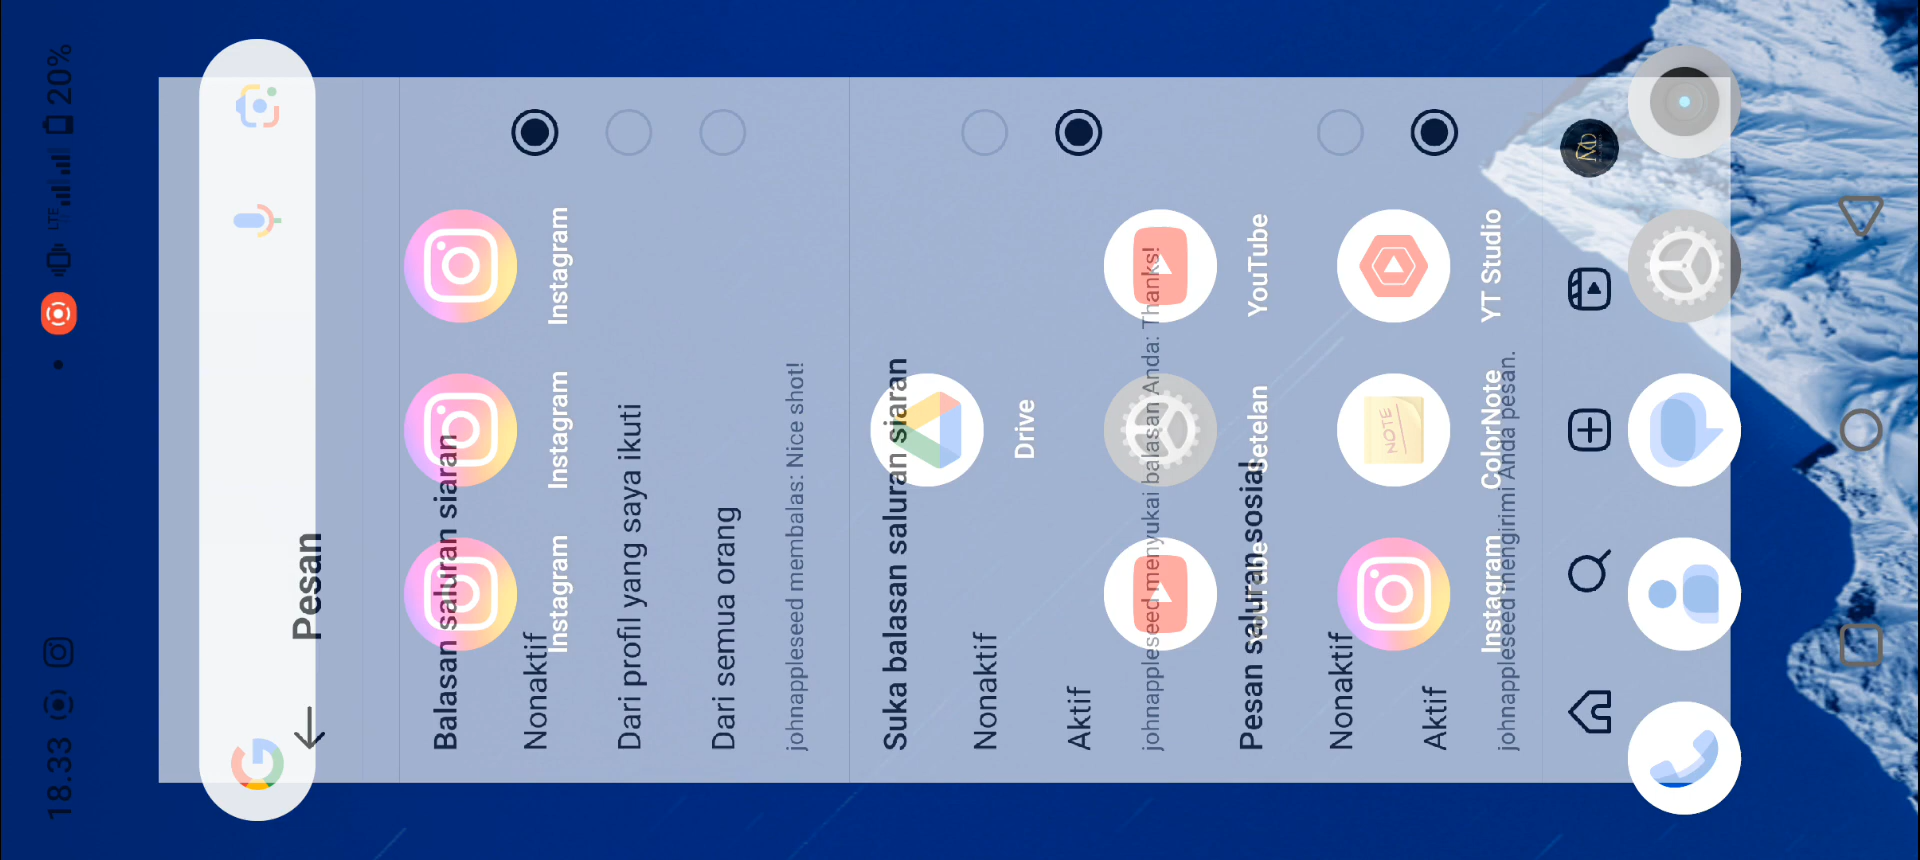 18.33
20%
LTE
Pesan
Balasan saluran siaran
Nonaktif
Dari profil yang saya ikuti
Dari semua orang
johnappleseed membalas: Nice shot!
Suka balasan saluran siaran
Nonaktif
Aktif
johnappleseed menyukai balasan Anda: Thanks!
Pesan saluran sosial
Nonaktif
Aktif
johnappleseed mengirimi Anda pesan.
Instagram
Instagram
Instagram
Drive
YouTube
Setelan
YouTube
Instagram
ColorNote
YT Studio
NOTE